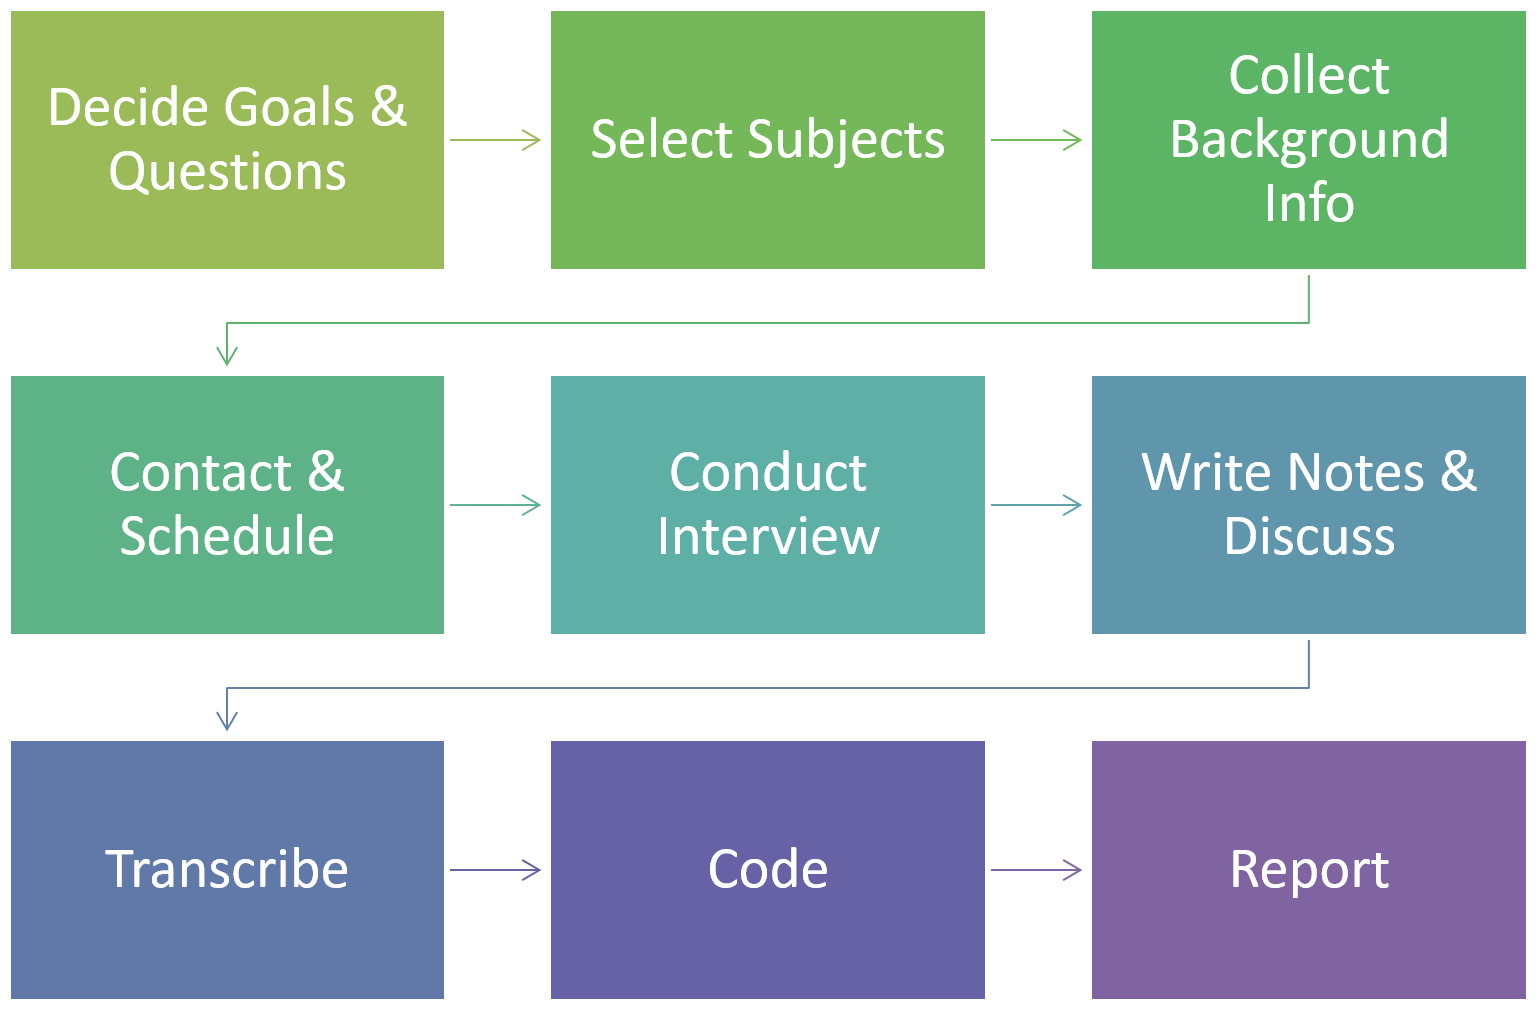 Decide Goals &
Questions
Select Subjects
Collect
Background
Info
Contact &
Schedule
Conduct
Interview
Write Notes &
Discuss
Transcribe
Code
Report